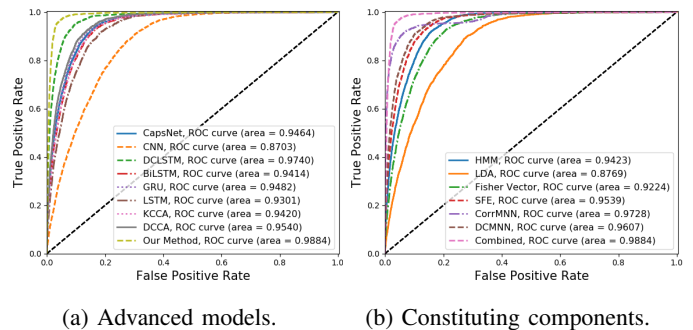 True Positive Rate
1.0
0.8
0.6
0.4
0.2
0.0
CapsNet, ROC curve (area = 0.9464)
CNN, ROC curve (area = 0.8703)
UCLSTM, ROC curve (area = 0.9740)
BiLSTM, ROC curve (area = 0.9414)
GRU, ROC curve (area = 0.9482)
LSTM, ROC curve (area = 0.9301)
KCCA, ROC curve (area = 0.9420)
DCCA, ROC curve (area = 0.9540)
Our Method, ROC curve (area = 0.9884)
0.0 0.2 0.4 0.6 0.8 1.0
False Positive Rate
(a) Advanced models.
True Positive Rate
1.0
0.8
0.6
0.4
0.2
0.0
HMM, ROC curve (area = 0.9423)
LDA, ROC curve (area = 0.8769)
Fisher Vector, ROC curve (area = 0.9224)
SFE, ROC curve (area = 0.9539)
CorrMNN, ROC curve (area = 0.9728)
DCMNN, ROC curve (area = 0.9607)
Combined, ROC curve (area = 0.9884)
0.0 0.2 0.4 0.6 0.8 1.0
False Positive Rate
(b) Constituting components.